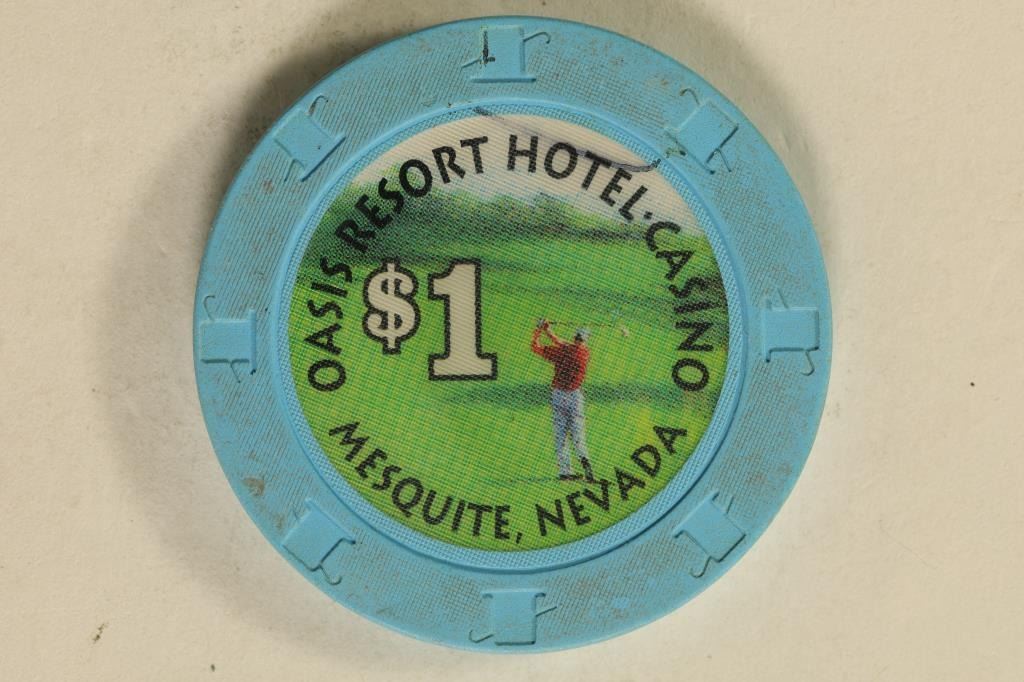 OASIS RESORT HOTEL·CASINO
$1
MESQUITE, NEVADA